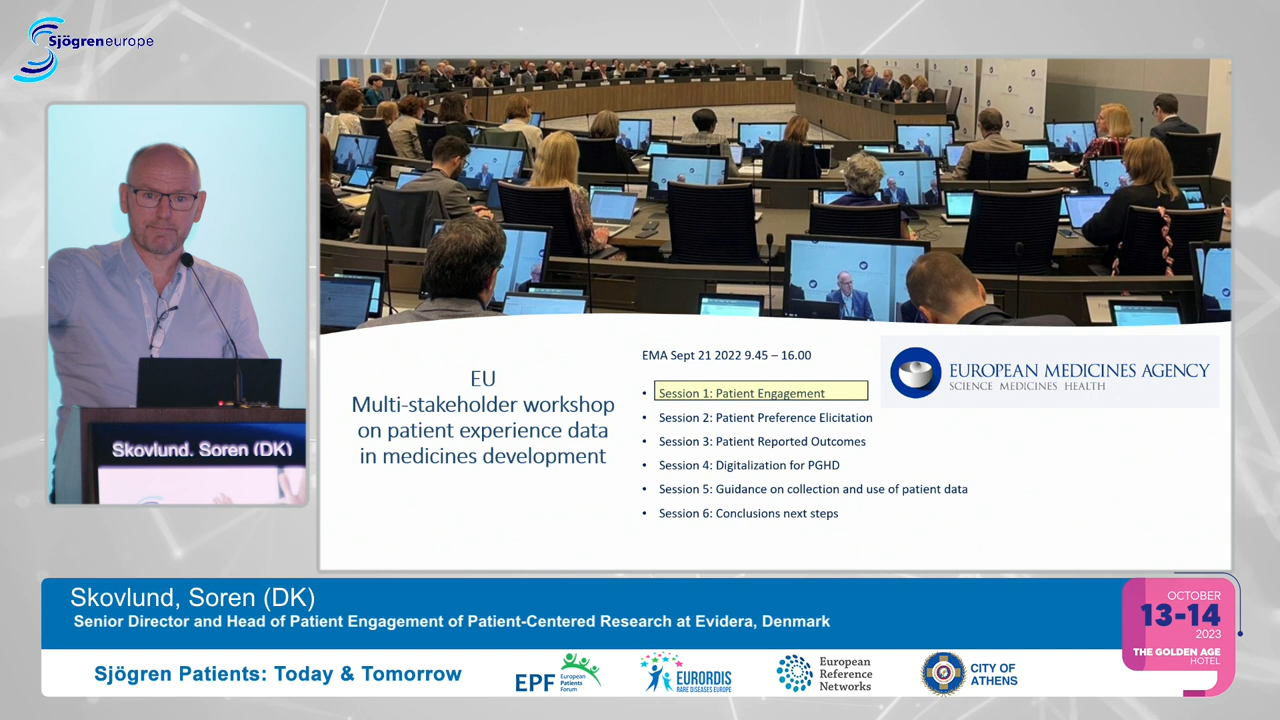 Sjögreneurope
EMA Sept 21 2022 9.45 – 16.00
EUROPEAN MEDICINES AGENCY
SCIENCE MEDICINES HEALTH
EU
Multi-stakeholder workshop
on patient experience data
in medicines development
• Session 1: Patient Engagement
• Session 2: Patient Preference Elicitation
• Session 3: Patient Reported Outcomes
• Session 4: Digitalization for PGHD
• Session 5: Guidance on collection and use of patient data
• Session 6: Conclusions next steps
Skovlund, Soren (DK)
Skovlund, Soren (DK)
Senior Director and Head of Patient Engagement of Patient-Centered Research at Evidera, Denmark
OCTOBER
13-14
2023
THE GOLDEN AGE
HOTEL
Sjögren Patients: Today & Tomorrow
EPF
European
Patients
Forum
EURORDIS
RARE DISEASES EUROPE
European
Reference
Networks
CITY OF
ATHENS